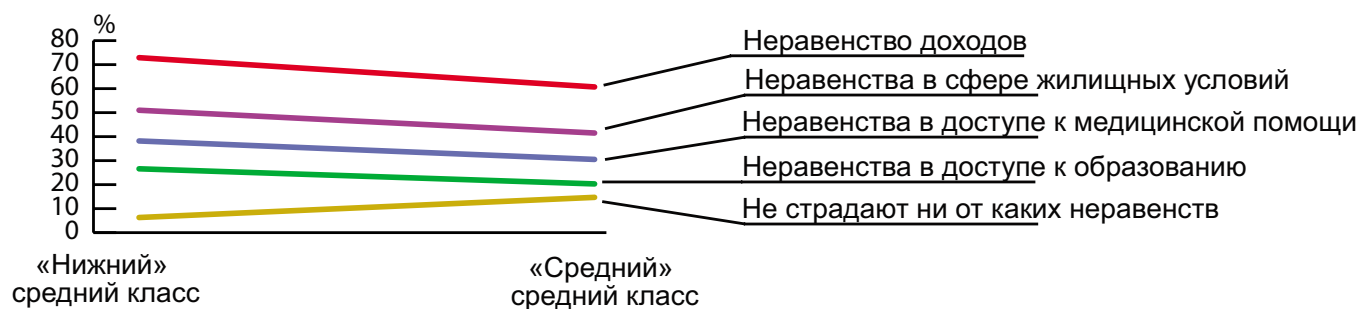 %
80
70
60
50
40
30
20
10
0
Неравенство доходов
Неравенства в сфере жилищных условий
Неравенства в доступе к медицинской помощи
Неравенства в доступе к образованию
Не страдают ни от каких неравенств
«Нижний»
средний класс
«Средний»
средний класс